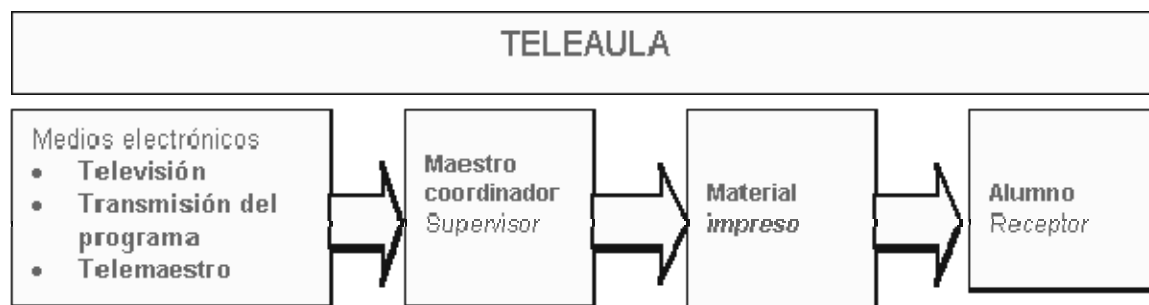 TELEAULA
Medios electrónicos
• Televisión
• Transmisión del
programa
• Telemaestro
Maestro
coordinador
Supervisor
Material
impreso
Alumno
Receptor